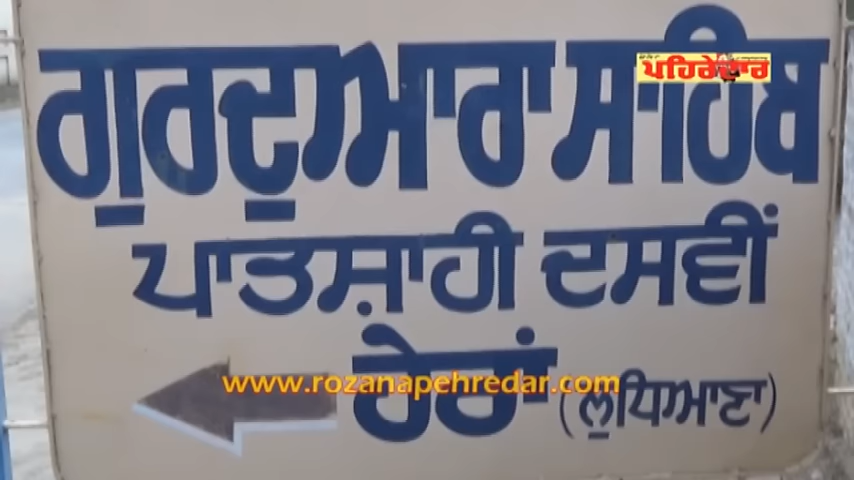 ਗੁਰਦੁਆਰਾ ਸਾਹਿਬ
ਪਹਿਰੇਦਾਰ
ਪਾਤਸ਼ਾਹੀ ਦਸਵੀਂ
ਹੇਰਾਂ (ਲੁਧਿਆਣਾ)
www.rozanapehredar.com